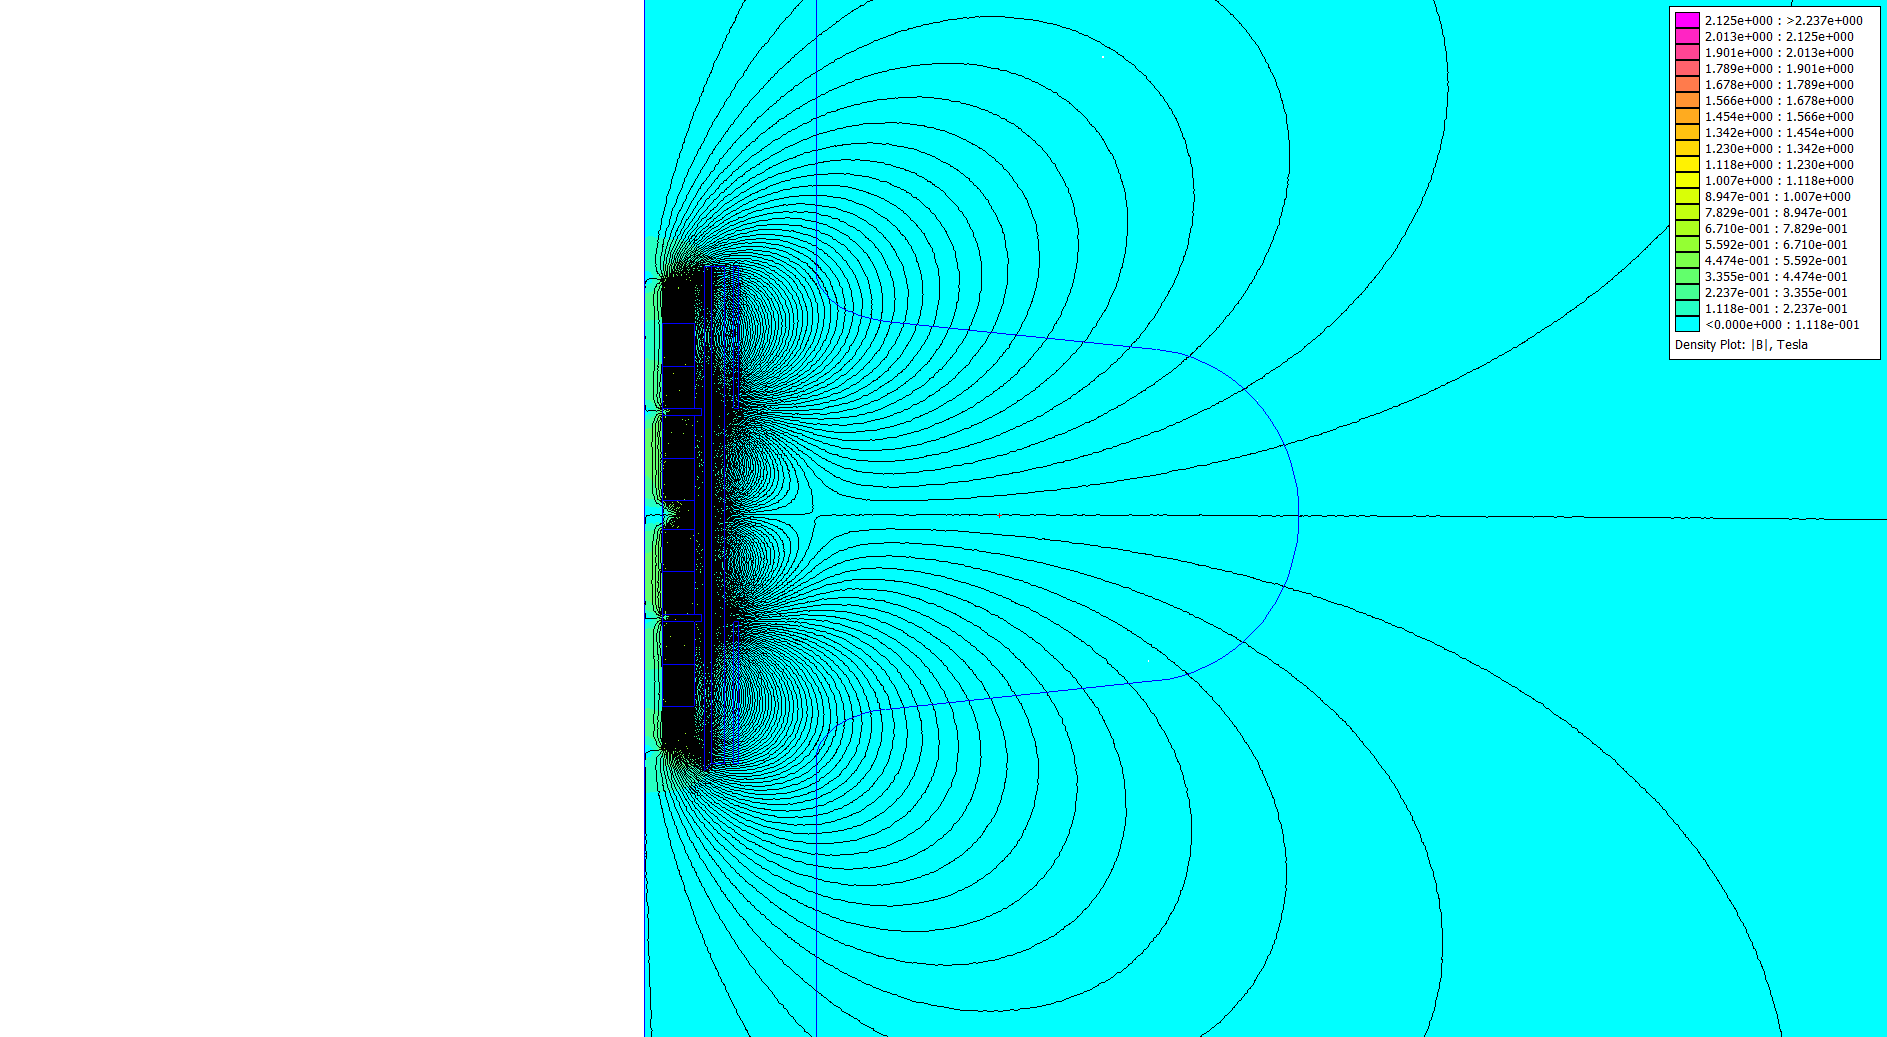 2.125e+000 : >2.237e+000
2.013e+000 : 2.125e+000
1.901e+000 : 2.013e+000
1.789e+000 : 1.901e+000
1.678e+000 : 1.789e+000
1.566e+000 : 1.678e+000
1.454e+000 : 1.566e+000
1.342e+000 : 1.454e+000
1.230e+000 : 1.342e+000
1.118e+000 : 1.230e+000
1.007e+000 : 1.118e+000
8.947e-001 : 1.007e+000
7.829e-001 : 8.947e-001
6.710e-001 : 7.829e-001
5.592e-001 : 6.710e-001
4.474e-001 : 5.592e-001
3.355e-001 : 4.474e-001
2.237e-001 : 3.355e-001
1.118e-001 : 2.237e-001
<0.000e+000 : 1.118e-001
Density Plot: |B|, Tesla